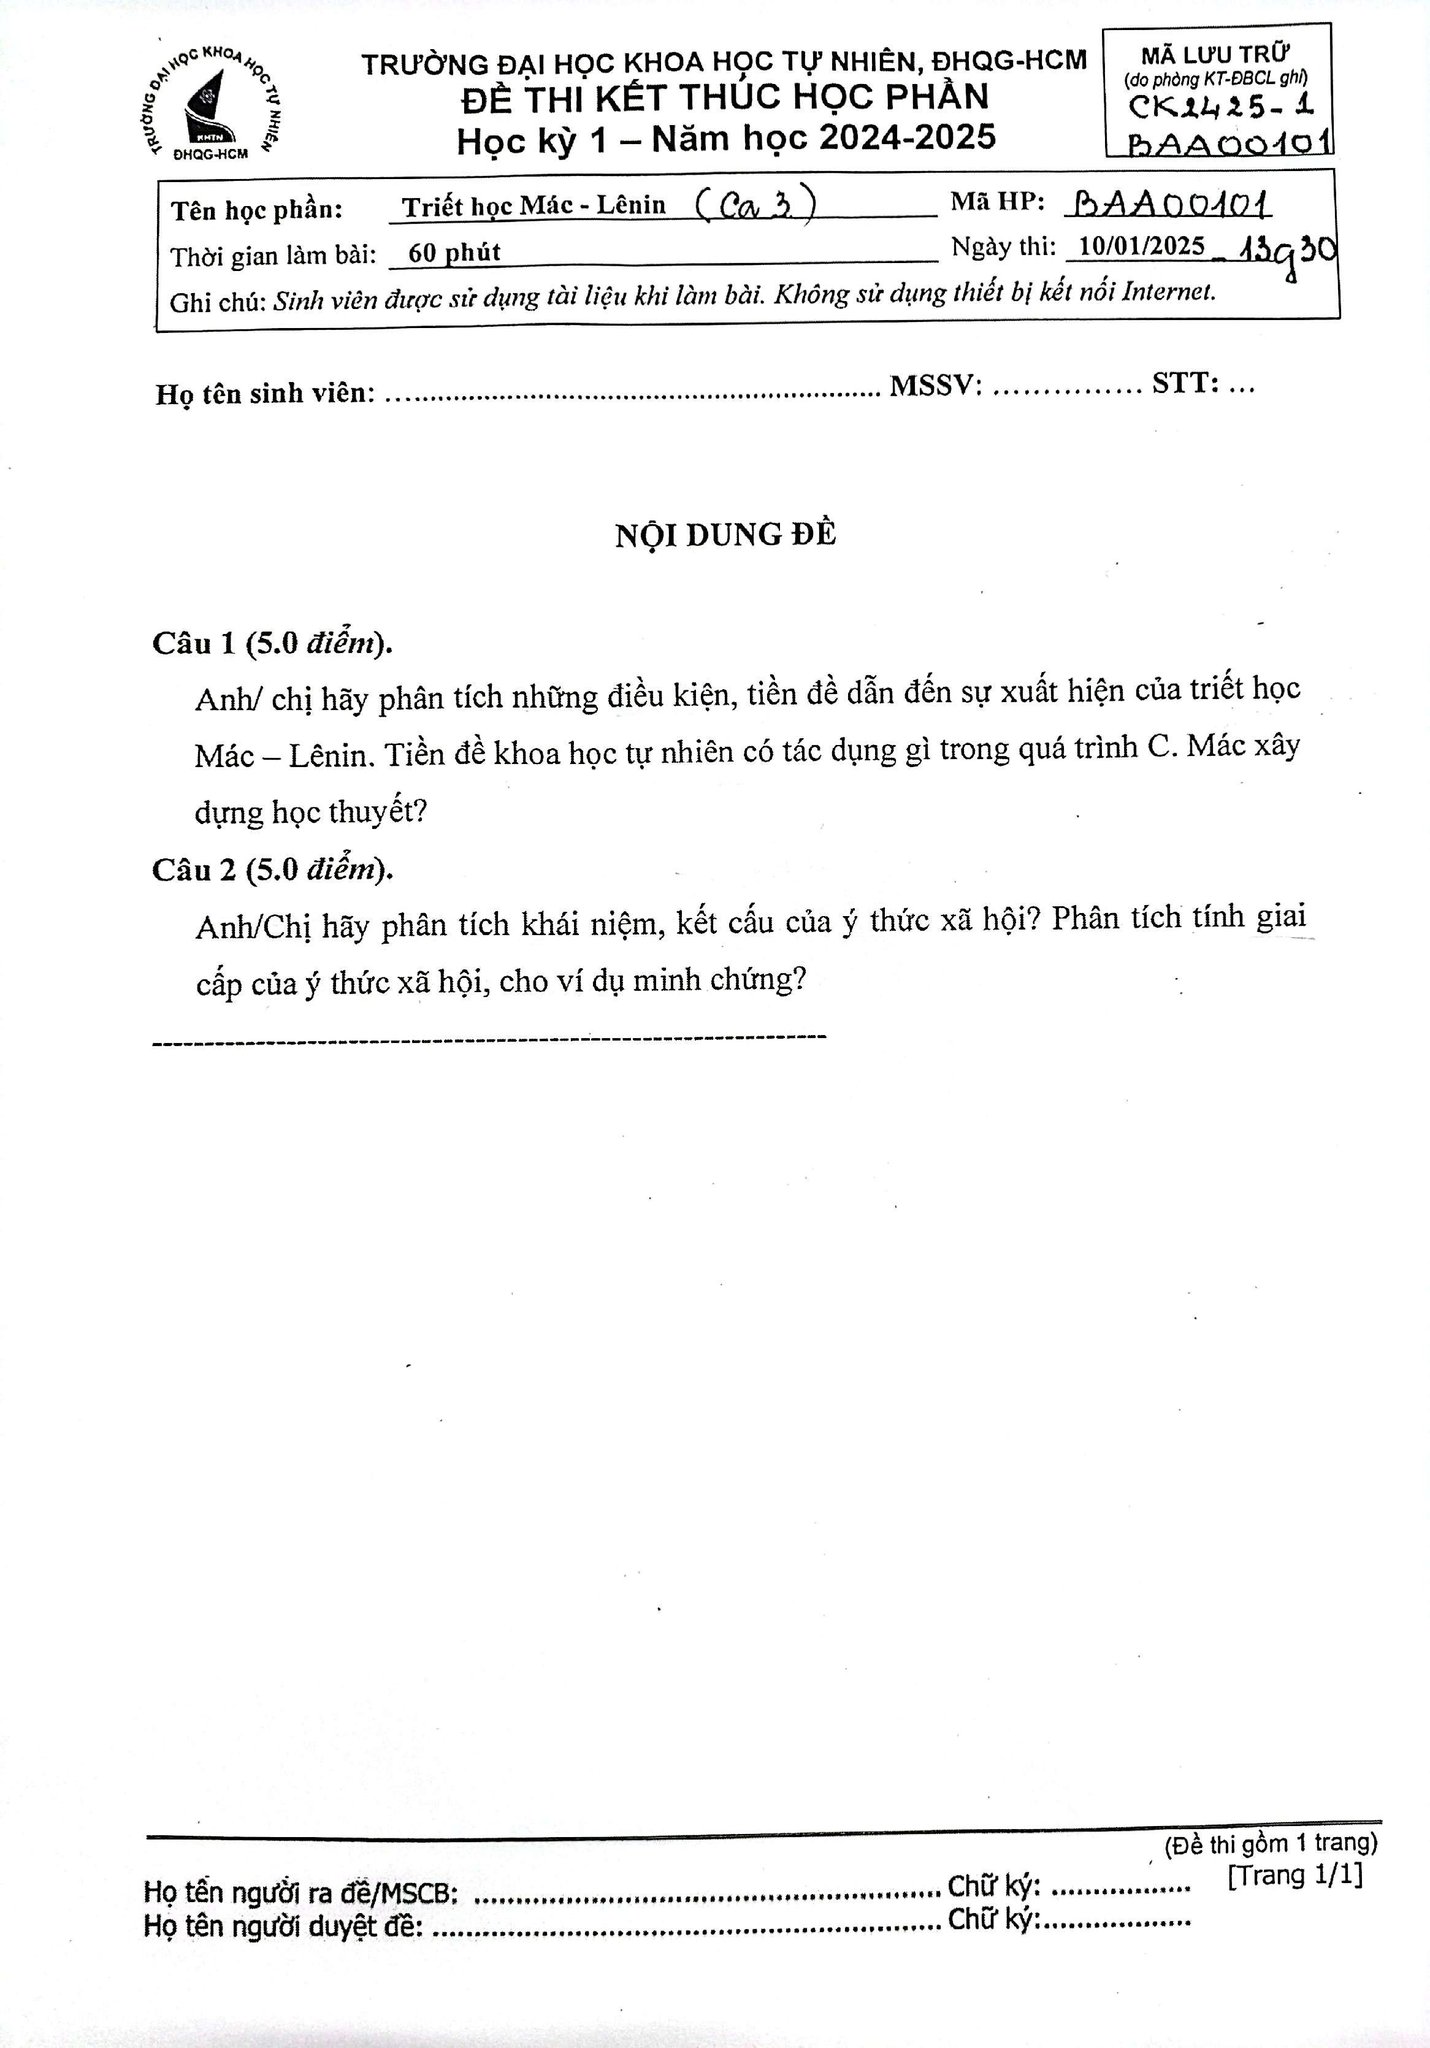 TRƯỜNG ĐẠI HỌC KHOA HỌC TỰ NHIÊN
KHTN
ĐHQG-HCM
TRƯỜNG ĐẠI HỌC KHOA HỌC TỰ NHIÊN, ĐHQG-HCM
ĐỀ THI KẾT THÚC HỌC PHẦN
Học kỳ 1 – Năm học 2024-2025
MÃ LƯU TRỮ
(do phòng KT-ĐBCL ghi)
CK2425-1
BAA00101
Tên học phần: Triết học Mác - Lênin (Ca 3) Mã HP: BAA00101
Thời gian làm bài: 60 phút Ngày thi: 10/01/2025 _ 13g30
Ghi chú: Sinh viên được sử dụng tài liệu khi làm bài. Không sử dụng thiết bị kết nối Internet.
Họ tên sinh viên: .................................................................. MSSV: ............... STT: ...
NỘI DUNG ĐỀ
Câu 1 (5.0 điểm).
Anh/ chị hãy phân tích những điều kiện, tiền đề dẫn đến sự xuất hiện của triết học
Mác – Lênin. Tiền đề khoa học tự nhiên có tác dụng gì trong quá trình C. Mác xây
dựng học thuyết?
Câu 2 (5.0 điểm).
Anh/Chị hãy phân tích khái niệm, kết cấu của ý thức xã hội? Phân tích tính giai
cấp của ý thức xã hội, cho ví dụ minh chứng?
(Đề thi gồm 1 trang)
Họ tên người ra đề/MSCB: .................................................. Chữ ký: ................. [Trang 1/1]
Họ tên người duyệt đề: ...................................................... Chữ ký:..................